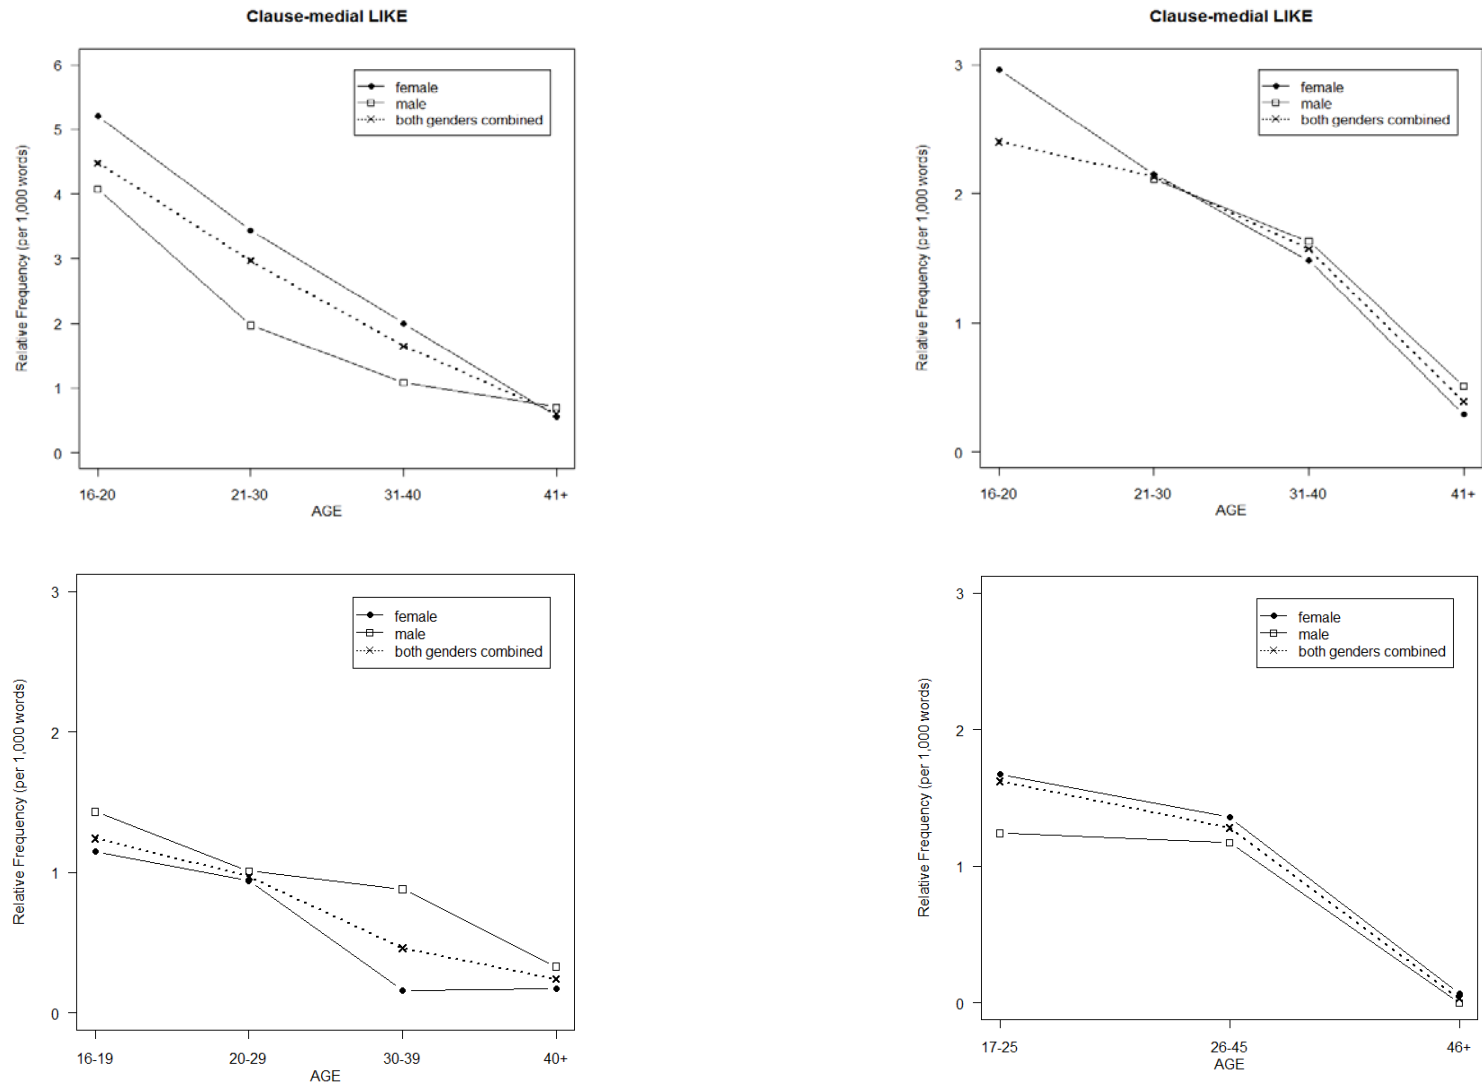 Clause-medial LIKE
Relative Frequency (per 1,000 words)
6
5
4
3
2
1
0
female
male
both genders combined
16-20
21-30
31-40
41+
AGE
Clause-medial LIKE
Relative Frequency (per 1,000 words)
3
2
1
0
female
male
both genders combined
16-20
21-30
31-40
41+
AGE
Relative Frequency (per 1,000 words)
3
2
1
0
female
male
both genders combined
16-19
20-29
30-39
40+
AGE
Relative Frequency (per 1,000 words)
3
2
1
0
female
male
both genders combined
17-25
26-45
46+
AGE